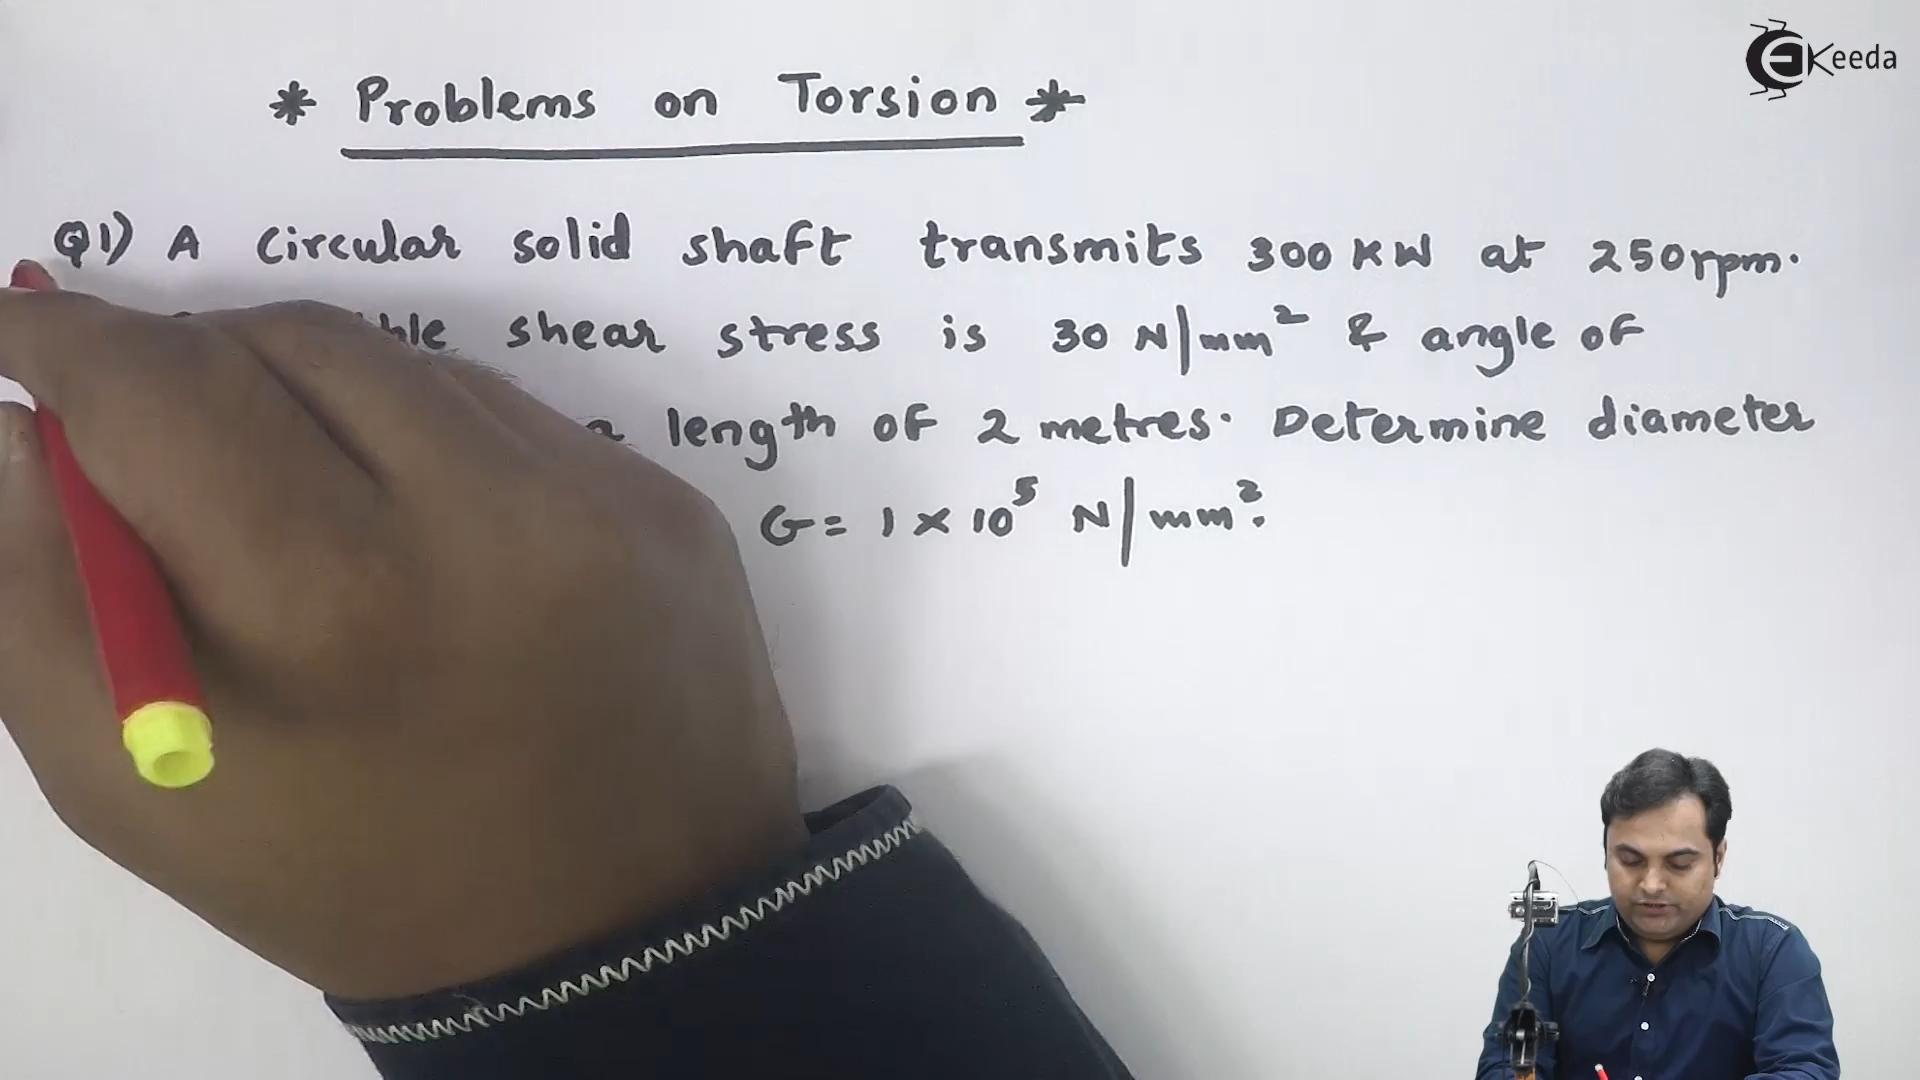 EKeeda
* Problems on Torsion *
Q1) A circular solid shaft transmits 300 KW at 250 rpm.
shear stress is 30 N/mm² & angle of
a length of 2 metres. Determine diameter
G = 1 × 10⁵ N/mm².